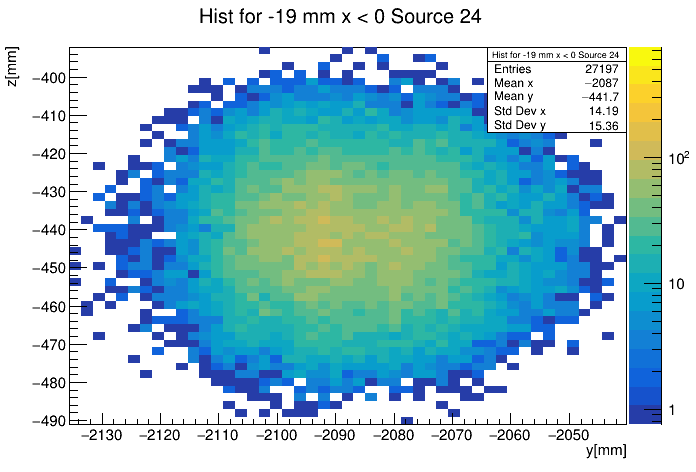 Hist for -19 mm x < 0 Source 24
z[mm]
Hist for -19 mm x < 0 Source 24
Entries 27197
Mean x −2087
Mean y −441.7
Std Dev x 14.19
Std Dev y 15.36
−400
−410
−420
−430
−440
−450
−460
−470
−480
−490
10²
10
1
−2130 −2120 −2110 −2100 −2090 −2080 −2070 −2060 −2050
y[mm]